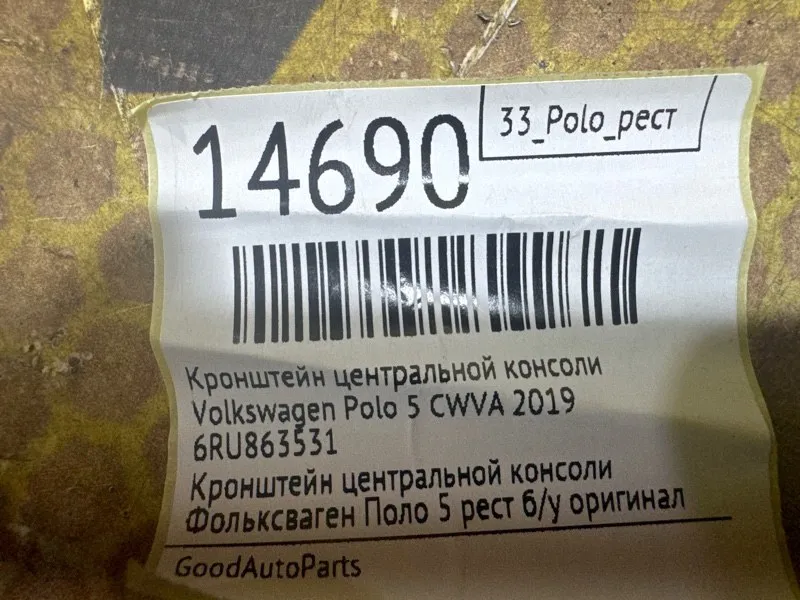 14690
33_Polo_рест
Кронштейн центральной консоли
Volkswagen Polo 5 CWVA 2019
6RU863531
Кронштейн центральной консоли
Фольксваген Поло 5 рест б/у оригинал
GoodAutoParts